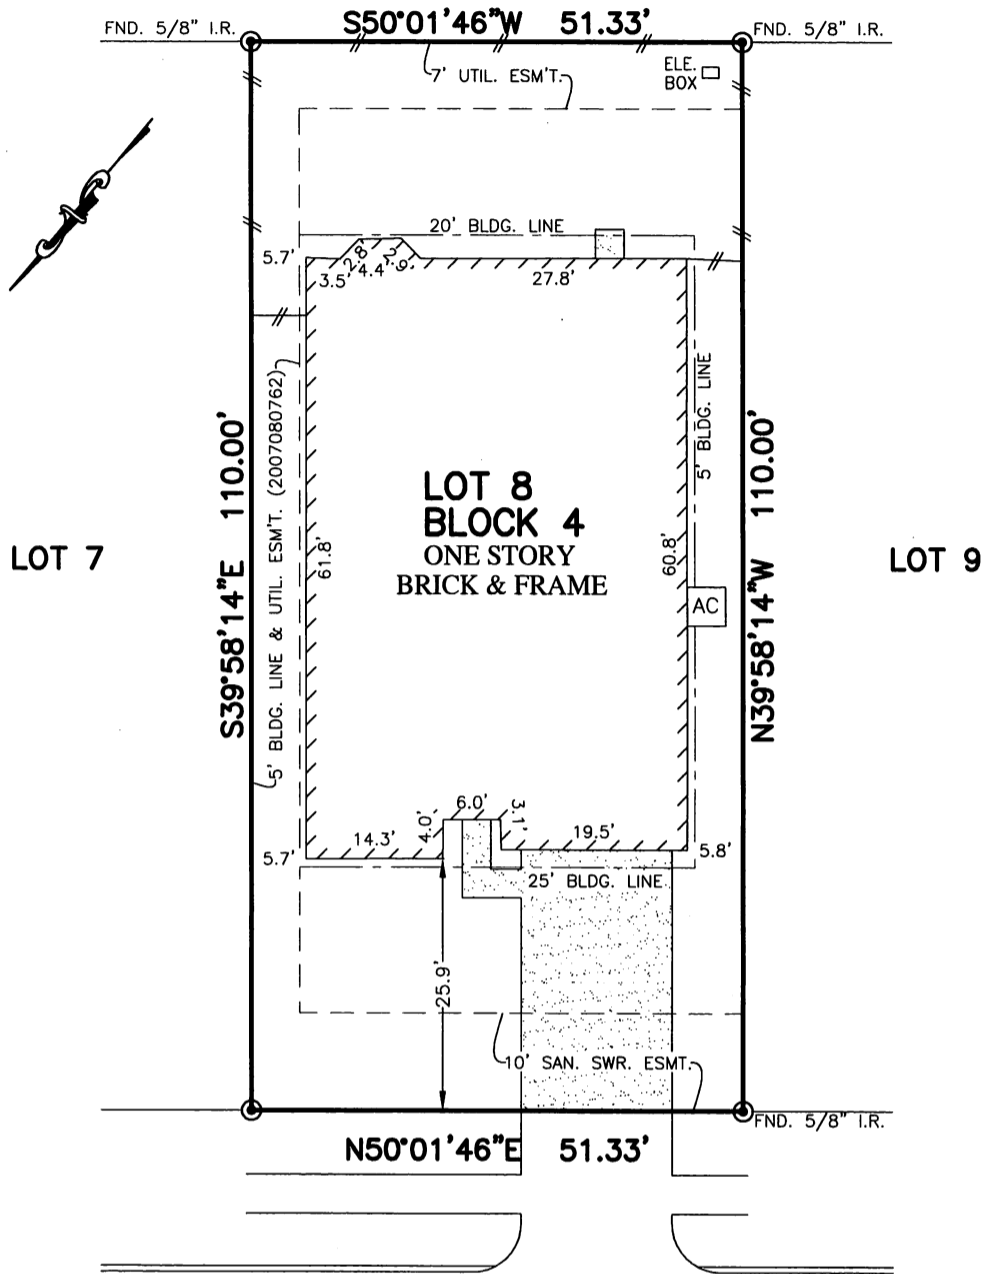 S50°01'46"W 51.33'
FND. 5/8" I.R.
FND. 5/8" I.R.
7' UTIL. ESM'T.
ELE.
BOX
20' BLDG. LINE
5.7'
3.5'
2.8'
4.4'
2.9'
27.8'
5' BLDG. LINE & UTIL. ESM'T. (2007080762)
5' BLDG. LINE
S39°58'14"E 110.00'
N39°58'14"W 110.00'
LOT 7
LOT 8
BLOCK 4
ONE STORY
BRICK & FRAME
LOT 9
61.8'
60.8'
AC
6.0'
4.0'
3.1'
14.3'
19.5'
5.7'
5.8'
25' BLDG. LINE
25.9'
10' SAN. SWR. ESMT.
FND. 5/8" I.R.
N50°01'46"E 51.33'